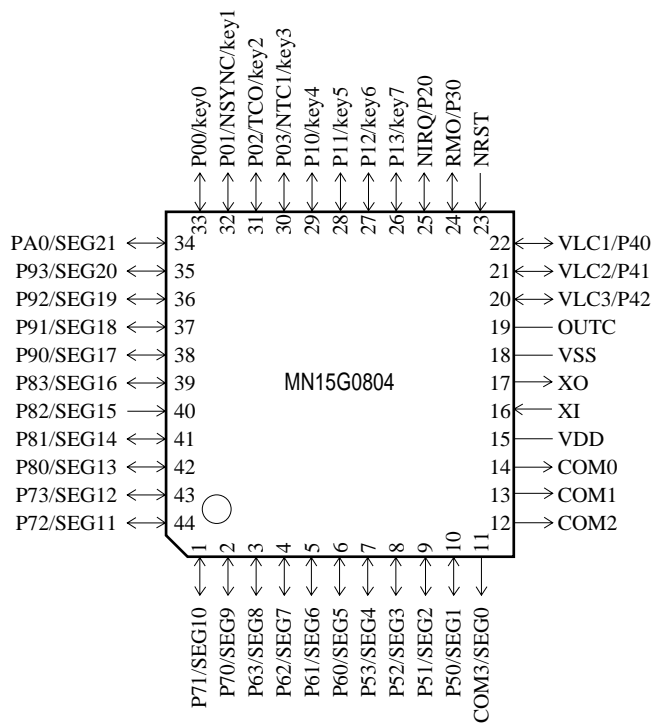 P00/key0
P01/NSYNC/key1
P02/TCO/key2
P03/NTC1/key3
P10/key4
P11/key5
P12/key6
P13/key7
NIRQ/P20
RMO/P30
NRST
33
32
31
30
29
28
27
26
25
24
23
PA0/SEG21
34
P93/SEG20
35
P92/SEG19
36
P91/SEG18
37
P90/SEG17
38
P83/SEG16
39
P82/SEG15
40
P81/SEG14
41
P80/SEG13
42
P73/SEG12
43
P72/SEG11
44
MN15G0804
22
VLC1/P40
21
VLC2/P41
20
VLC3/P42
19
OUTC
18
VSS
17
XO
16
XI
15
VDD
14
COM0
13
COM1
12
COM2
1
2
3
4
5
6
7
8
9
10
11
P71/SEG10
P70/SEG9
P63/SEG8
P62/SEG7
P61/SEG6
P60/SEG5
P53/SEG4
P52/SEG3
P51/SEG2
P50/SEG1
COM3/SEG0